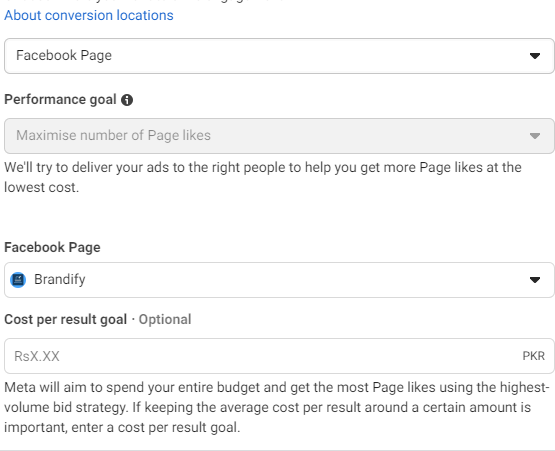 About conversion locations
Facebook Page
Performance goal
Maximise number of Page likes
We'll try to deliver your ads to the right people to help you get more Page likes at the
lowest cost.
Facebook Page
Brandify
Cost per result goal · Optional
RsX.XX PKR
Meta will aim to spend your entire budget and get the most Page likes using the highest-
volume bid strategy. If keeping the average cost per result around a certain amount is
important, enter a cost per result goal.